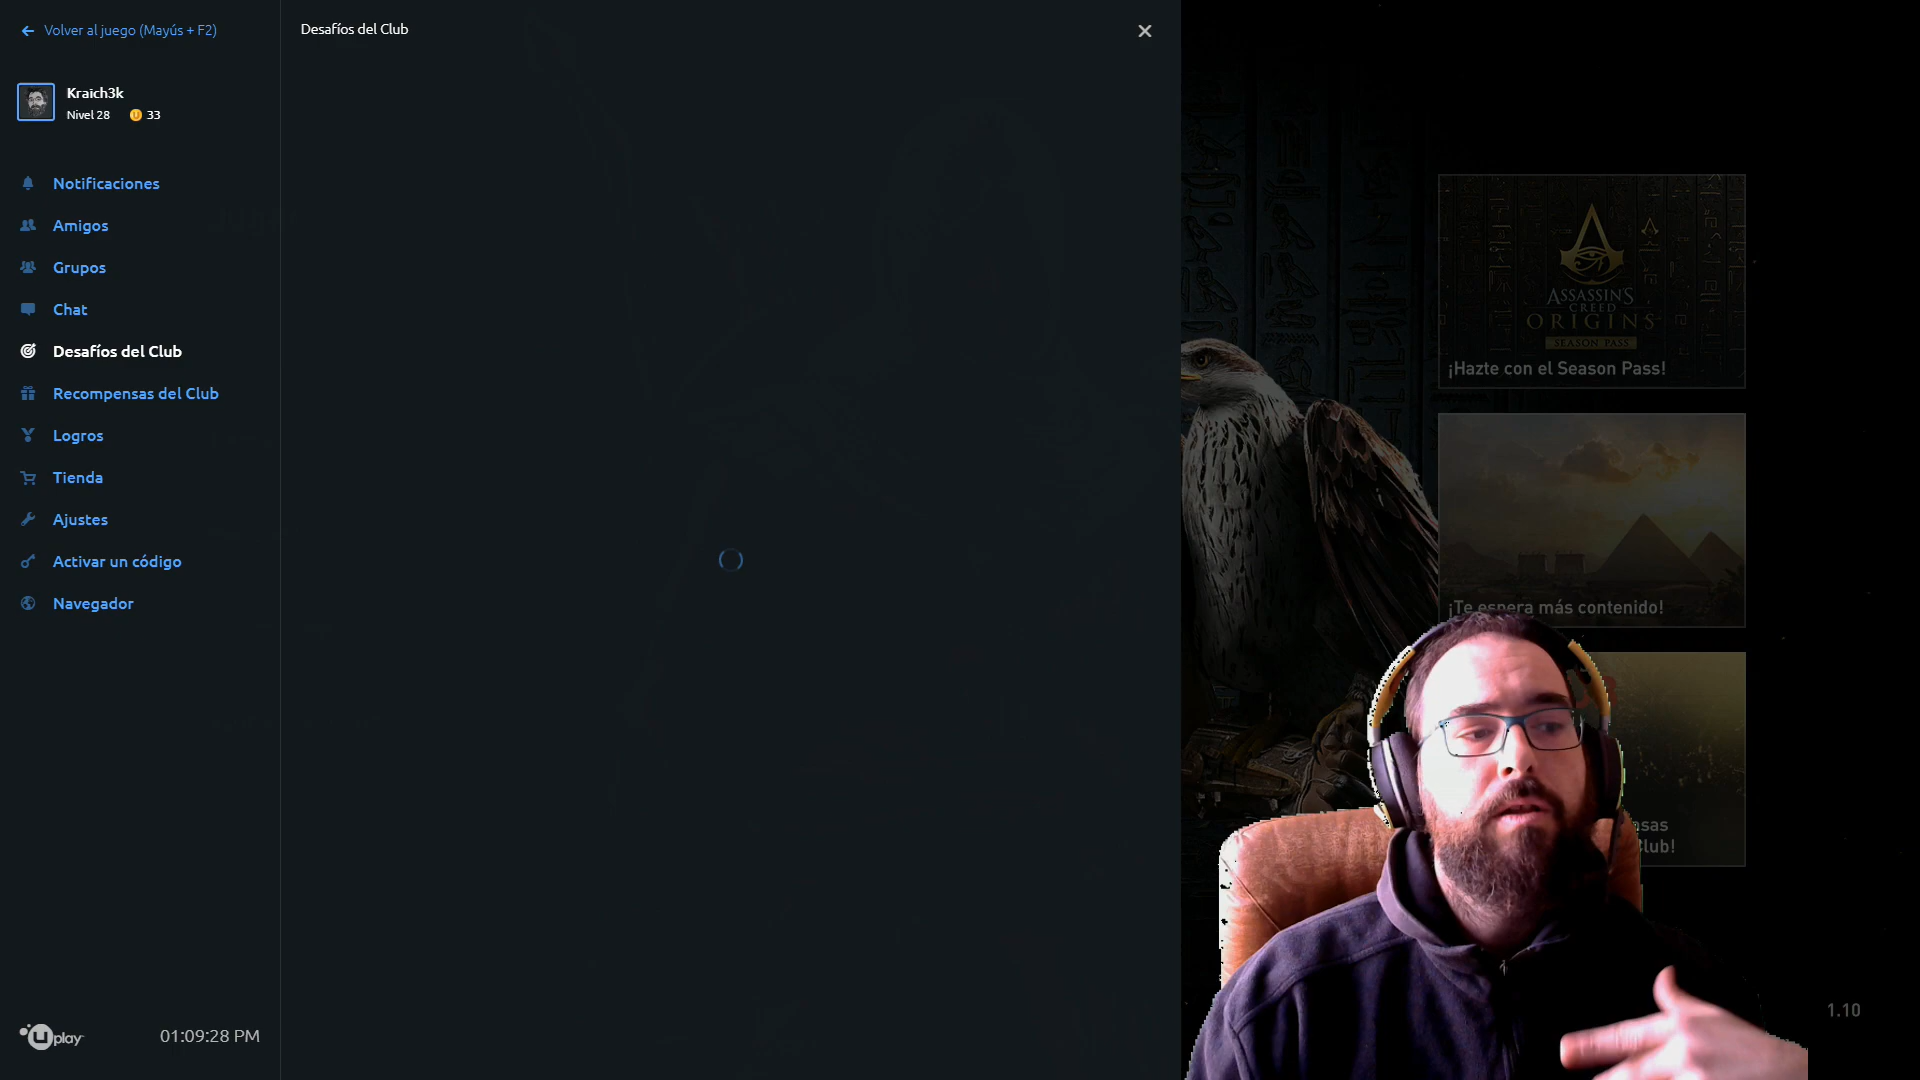 Volver al juego (Mayús + F2)
Desafíos del Club
Kraich3k
Nivel 28
33
Notificaciones
Amigos
Grupos
Chat
Desafíos del Club
Recompensas del Club
Logros
Tienda
Ajustes
Activar un código
Navegador
uplay
01:09:28 PM
ASSASSIN'S
CREED
ORIGINS
SEASON PASS
¡Hazte con el Season Pass!
¡Te espera más contenido!
1.10